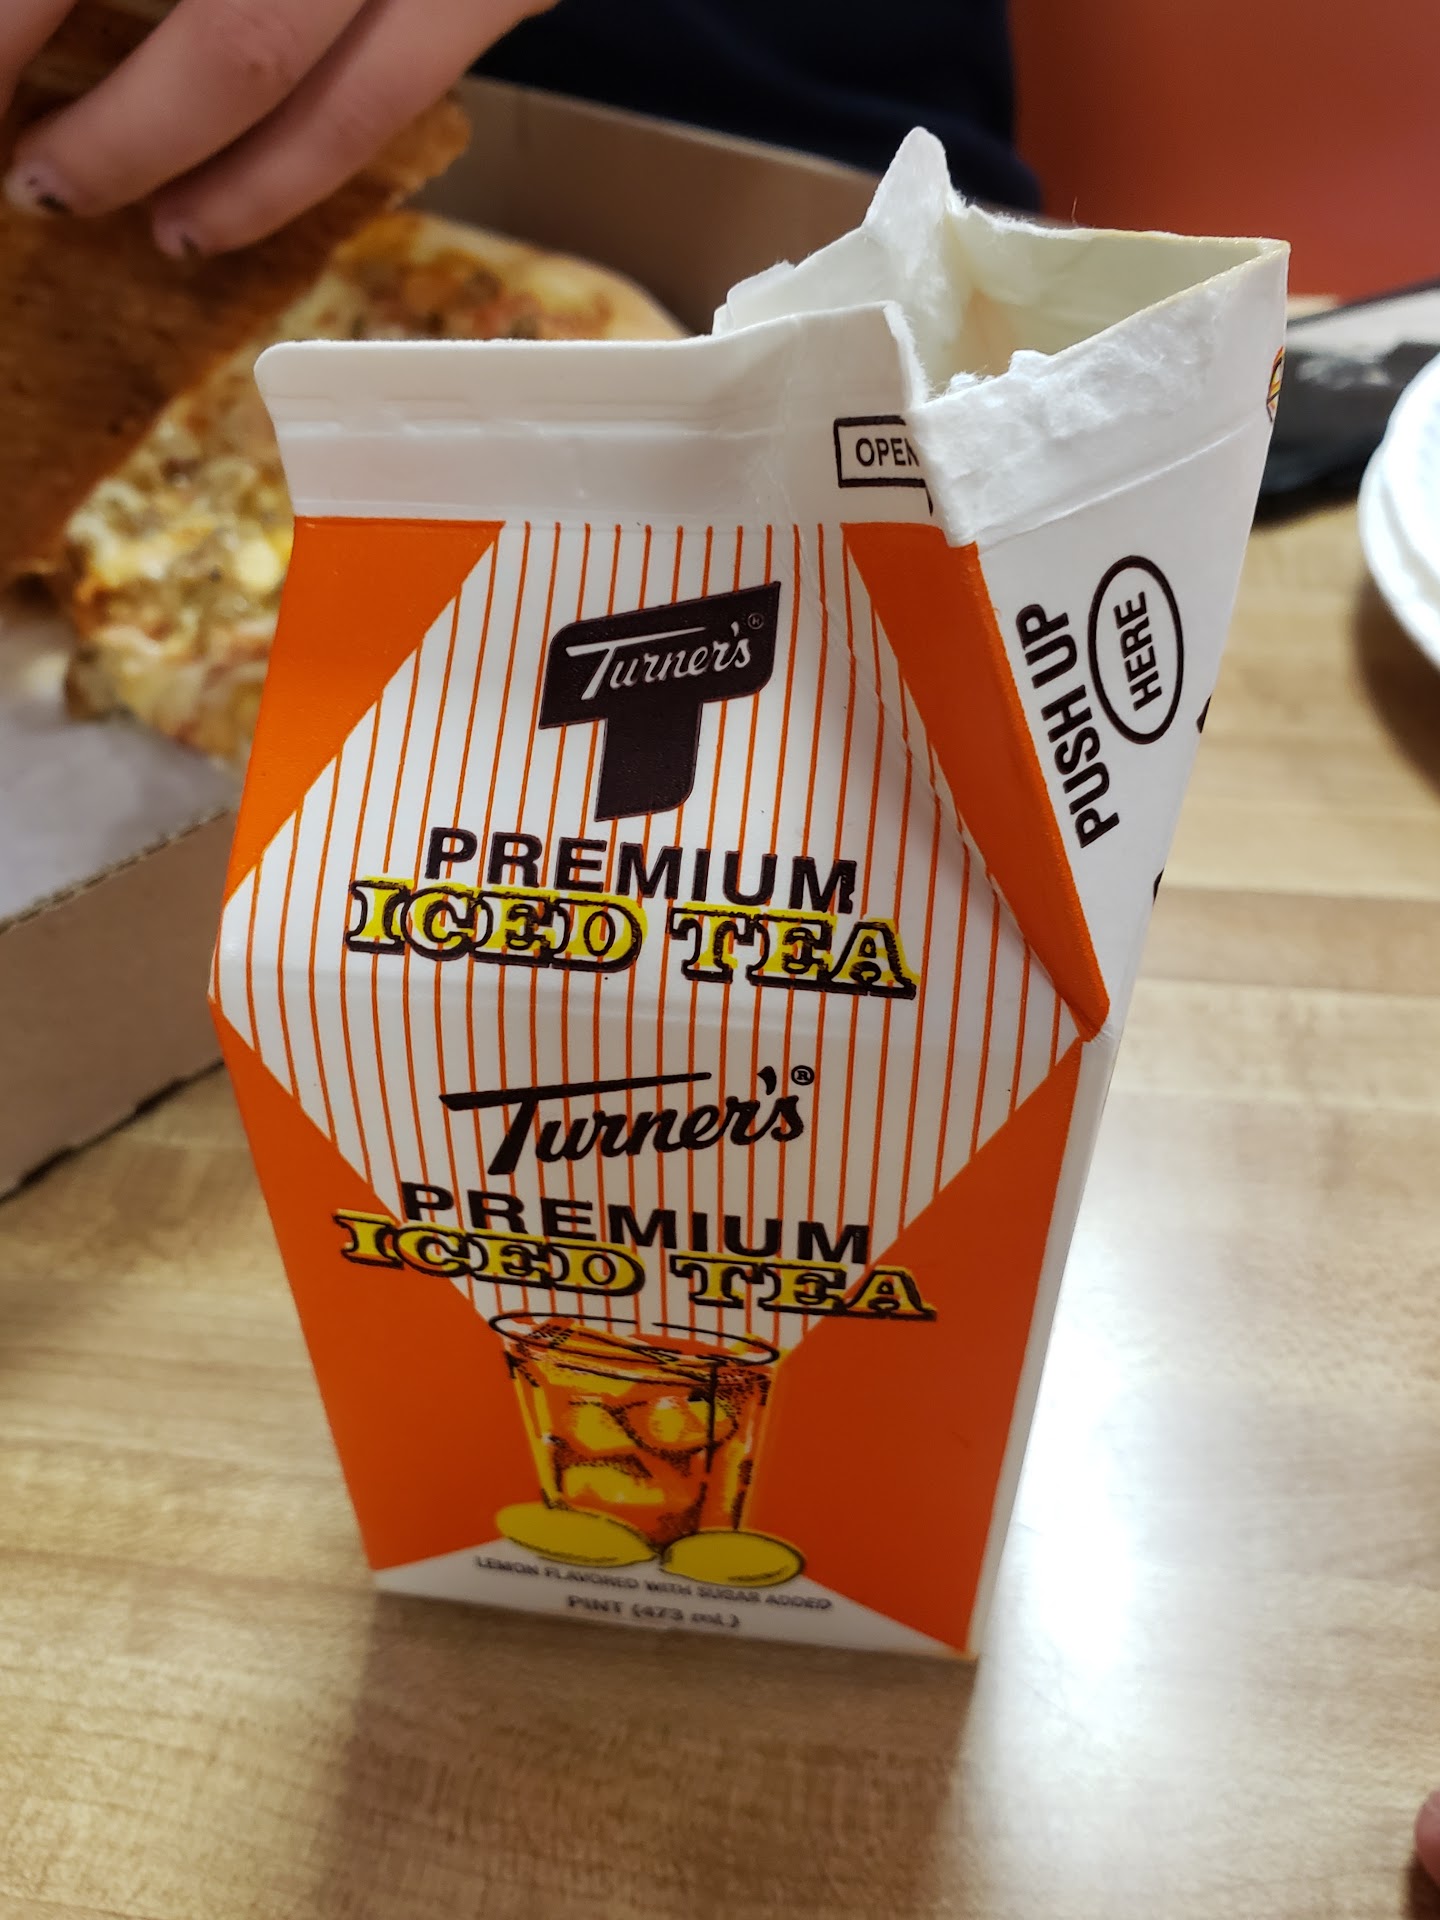 OPEN
PUSH UP
HERE
Turner's
PREMIUM
ICED TEA
Turner's®
PREMIUM
ICED TEA
LEMON FLAVORED WITH SUGAR ADDED
PINT (473 mL)